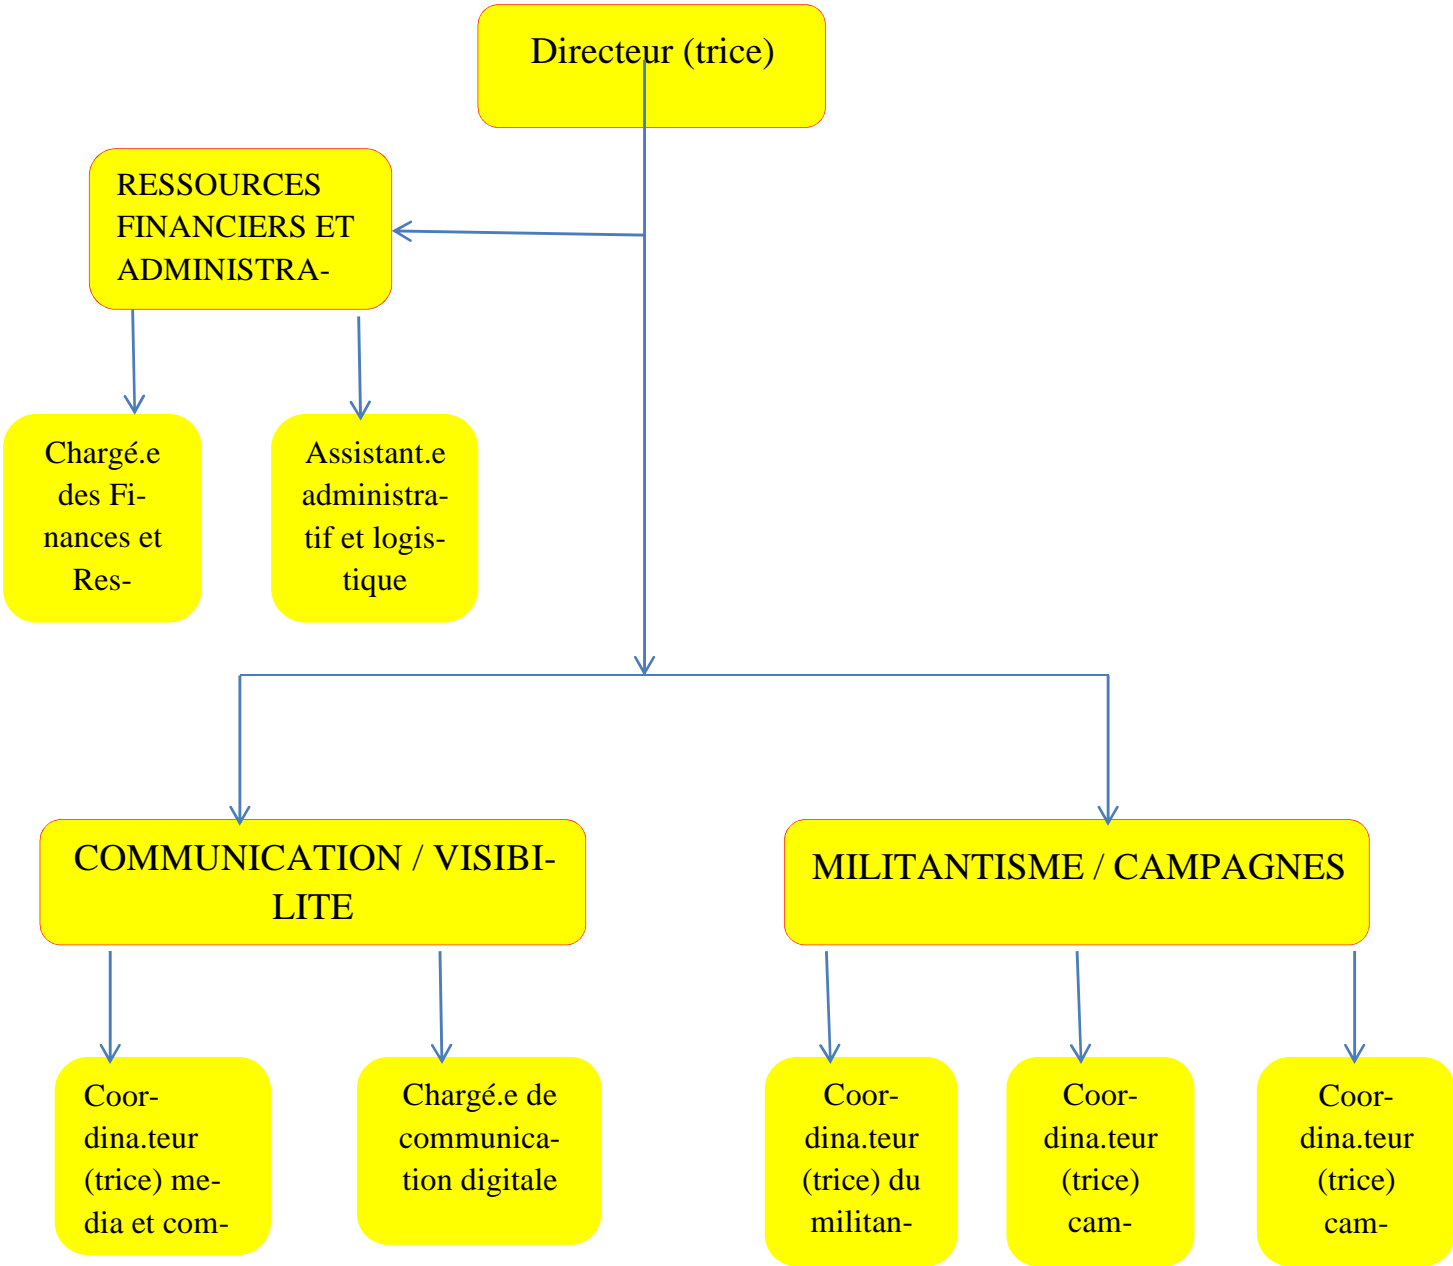 Directeur (trice)
RESSOURCES
FINANCIERS ET
ADMINISTRA-
Chargé.e
des Fi-
nances et
Res-
Assistant.e
administra-
tif et logis-
tique
COMMUNICATION / VISIBI-
LITE
MILITANTISME / CAMPAGNES
Coor-
dina.teur
(trice) me-
dia et com-
Chargé.e de
communica-
tion digitale
Coor-
dina.teur
(trice) du
militan-
Coor-
dina.teur
(trice)
cam-
Coor-
dina.teur
(trice)
cam-